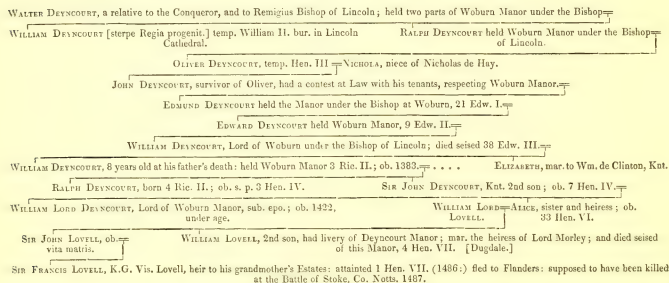 WALTER DEYNCOURT, a relative to the Conqueror, and to Remigius Bishop of Lincoln; held two parts of Woburn Manor under the Bishop=
WILLIAM DEYNCOURT [sterpe Regia progenit.] temp. William II. bur. in Lincoln Cathedral.
RALPH DEYNCOURT held Woburn Manor under the Bishop= of Lincoln.
OLIVER DEYNCOURT, temp. Hen. III =NICHOLA, niece of Nicholas de Hay.
JOHN DEYNCOURT, survivor of Oliver, had a contest at Law with his tenants, respecting Woburn Manor.=
EDMUND DEYNCOURT held the Manor under the Bishop at Woburn, 21 Edw. I.=
EDWARD DEYNCOURT held Woburn Manor, 9 Edw. II.=
WILLIAM DEYNCOURT, Lord of Woburn under the Bishop of Lincoln; died seised 38 Edw. III.=
WILLIAM DEYNCOURT, 8 years old at his father's death: held Woburn Manor 3 Ric. II.; ob. 1383.= . . . .
ELIZABETH, mar. to Wm. de Clinton, Knt.
RALPH DEYNCOURT, born 4 Ric. II.; ob. s. p. 3 Hen. IV.
SIR JOHN DEYNCOURT, Knt. 2nd son; ob. 7 Hen. IV.=
WILLIAM LORD DEYNCOURT, Lord of Woburn Manor, sub. epo.; ob. 1422, under age.
WILLIAM LORD LOVELL.
=ALICE, sister and heiress; ob. 33 Hen. VI.
SIR JOHN LOVELL, ob.= vita matris.
WILLIAM LOVELL, 2nd son, had livery of Deyncourt Manor; mar. the heiress of Lord Morley; and died seised of this Manor, 4 Hen. VII. [Dugdale.]
SIR FRANCIS LOVELL, K.G. Vis. Lovell, heir to his grandmother's Estates: attainted 1 Hen. VII. (1486:) fled to Flanders: supposed to have been killed
at the Battle of Stoke, Co. Notts. 1487.